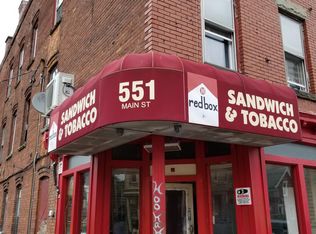 SANDWICH
& TOBACCO
551
MAIN ST
redbox
SANDWICH
& TOBACCO
HOOKAH